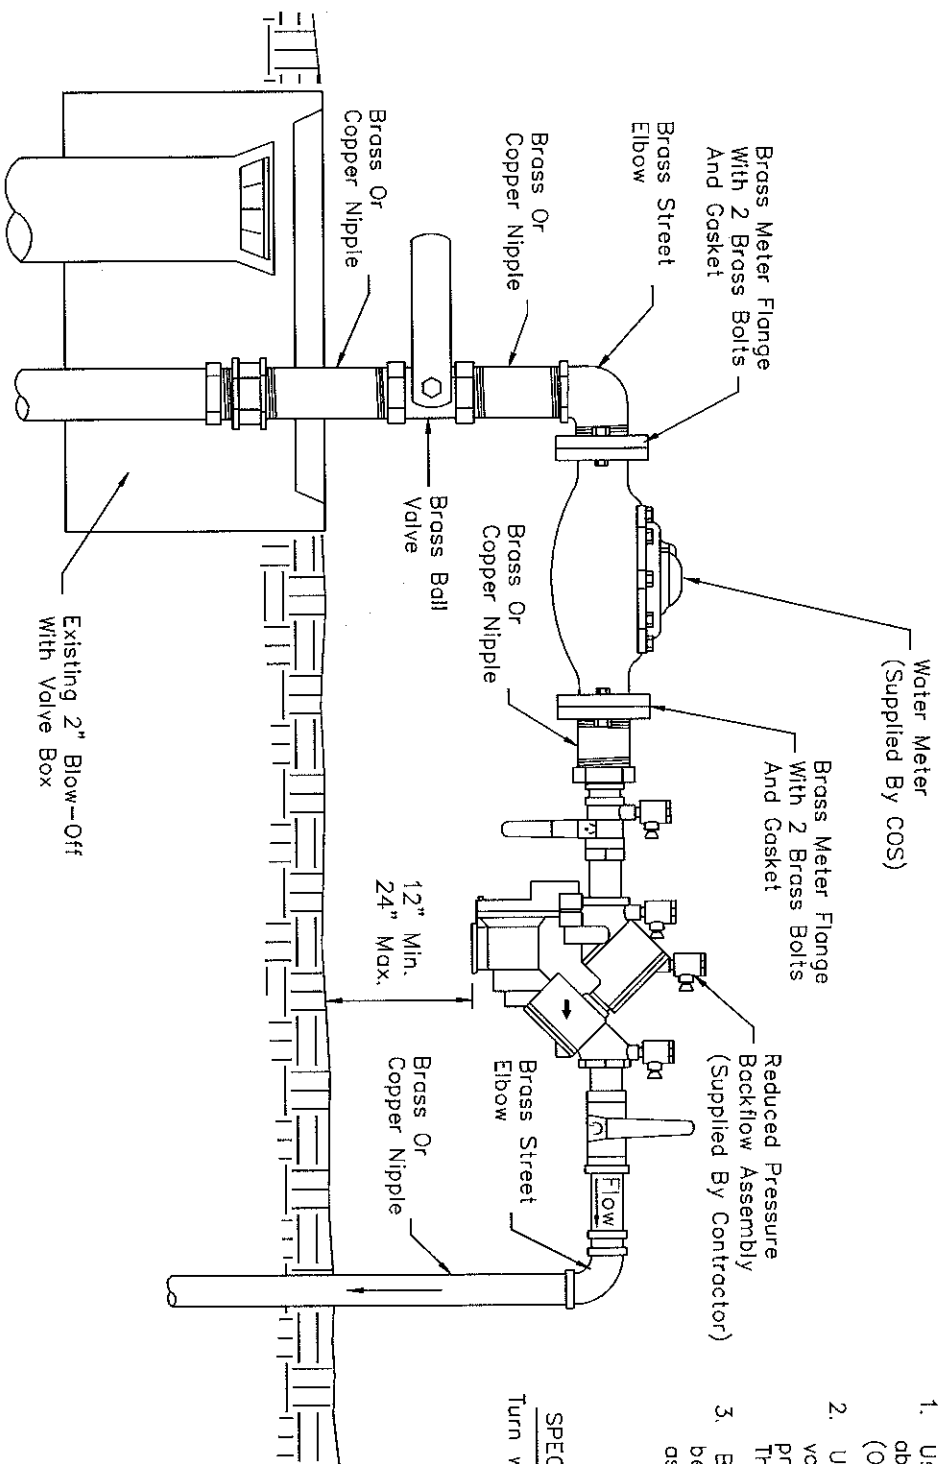 Water Meter
(Supplied By COS)
Brass Meter Flange
With 2 Brass Bolts
And Gasket
Brass Street
Elbow
Brass Or
Copper Nipple
Brass Or
Copper Nipple
Brass Ball
Valve
Existing 2" Blow-Off
With Valve Box
Brass Or
Copper Nipple
Brass Meter Flange
With 2 Brass Bolts
And Gasket
Reduced Pressure
Backflow Assembly
(Supplied By Contractor)
12" Min.
24" Max.
Flow
Brass Street
Elbow
Brass Or
Copper Nipple
1.
2.
3.
Turn